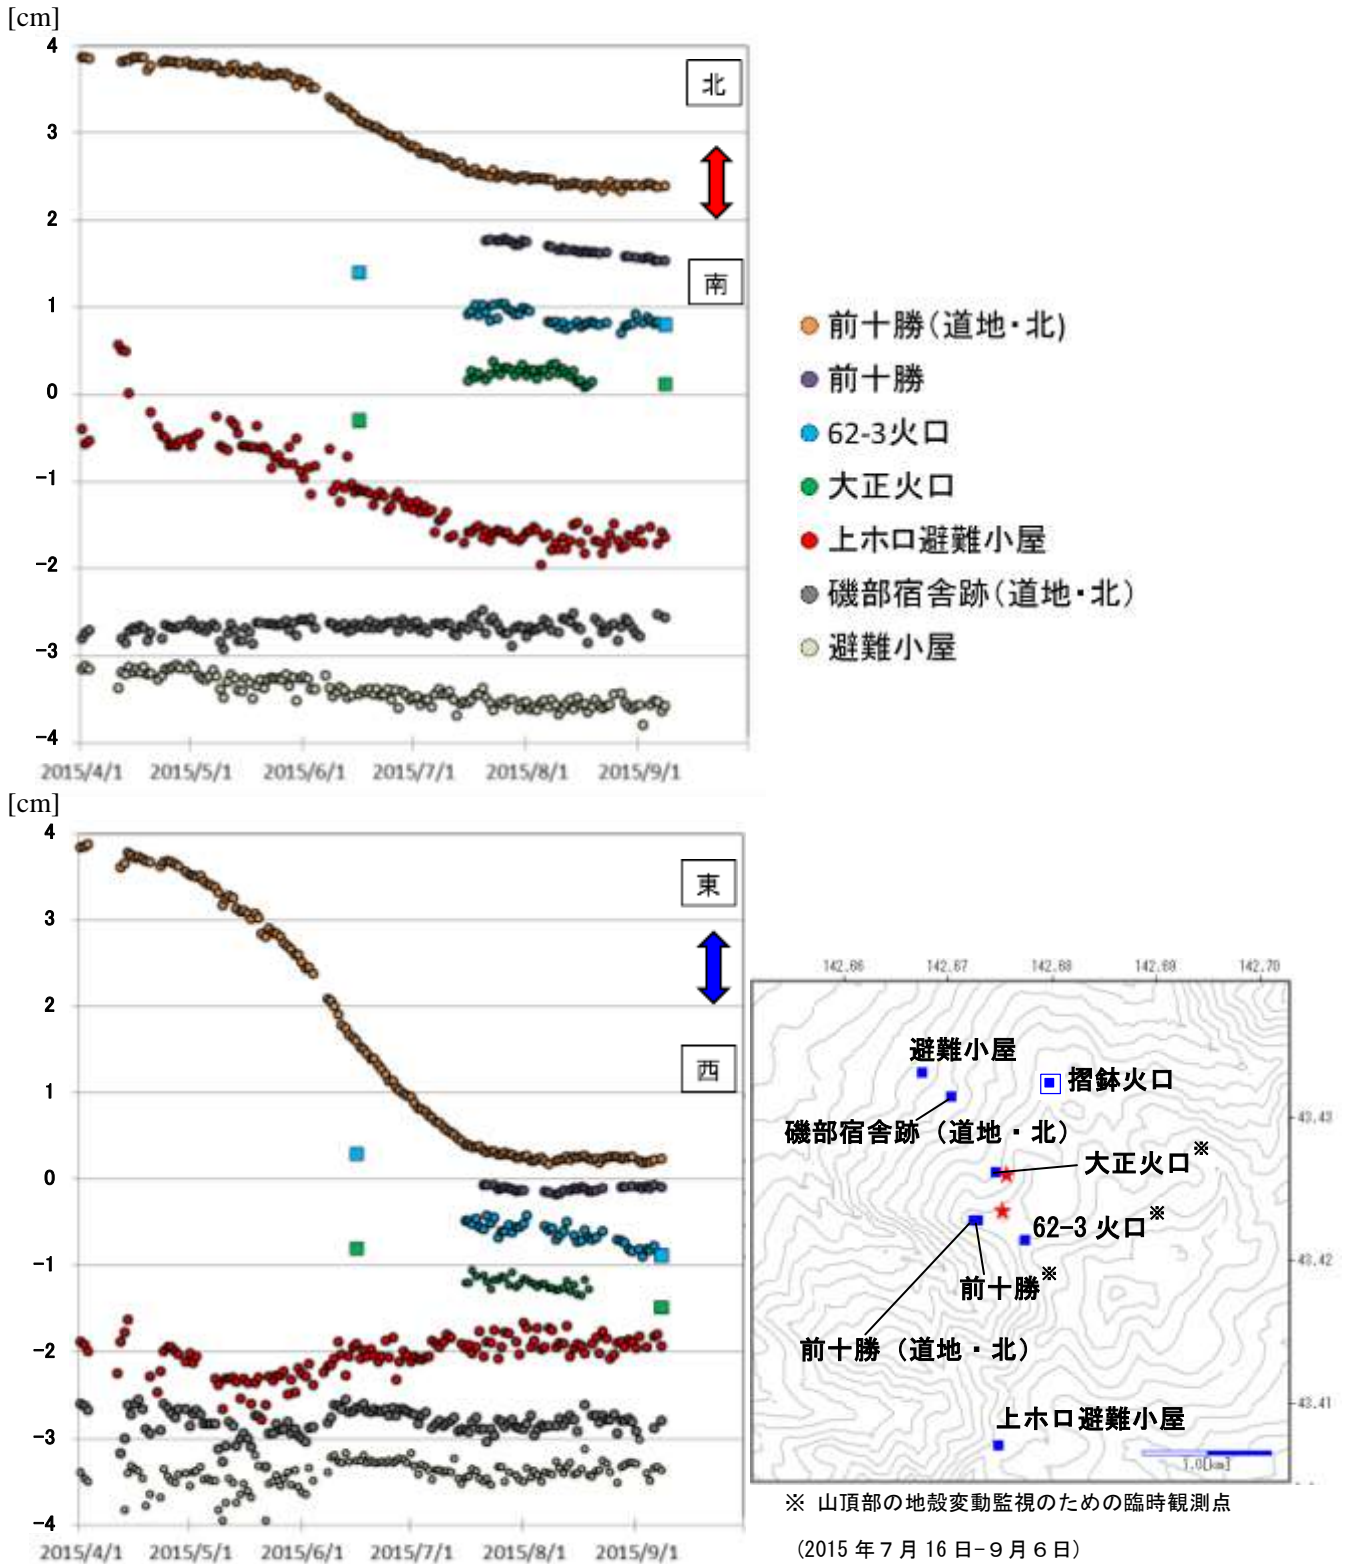 [cm]
4
3
2
1
0
-1
-2
-3
-4
北
南
2015/4/1 2015/5/1 2015/6/1 2015/7/1 2015/8/1 2015/9/1
前十勝(道地・北)
前十勝
62-3火口
大正火口
上ホロ避難小屋
磯部宿舎跡(道地・北)
避難小屋
[cm]
4
3
2
1
0
-1
-2
-3
-4
東
西
2015/4/1 2015/5/1 2015/6/1 2015/7/1 2015/8/1 2015/9/1
142.66 142.67 142.68 142.69 142.70
避難小屋
摺鉢火口
43.43
磯部宿舎跡（道地・北）
大正火口※
62-3 火口※
43.42
前十勝※
前十勝（道地・北）
43.41
上ホロ避難小屋
1.0[km]
※ 山頂部の地殻変動監視のための臨時観測点
(2015 年 7 月 16 日-9 月 6 日)